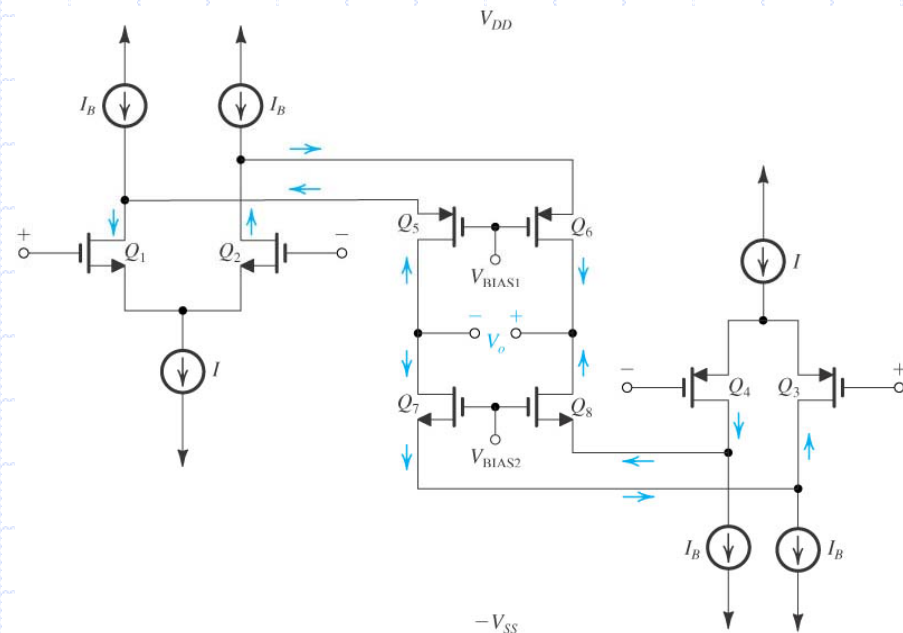 V_DD
I_B
I_B
I
+
Q_1
Q_2
−
Q_5
Q_6
V_BIAS1
− V_o +
I
Q_7
Q_8
V_BIAS2
−
Q_4
Q_3
+
I_B
I_B
−V_SS